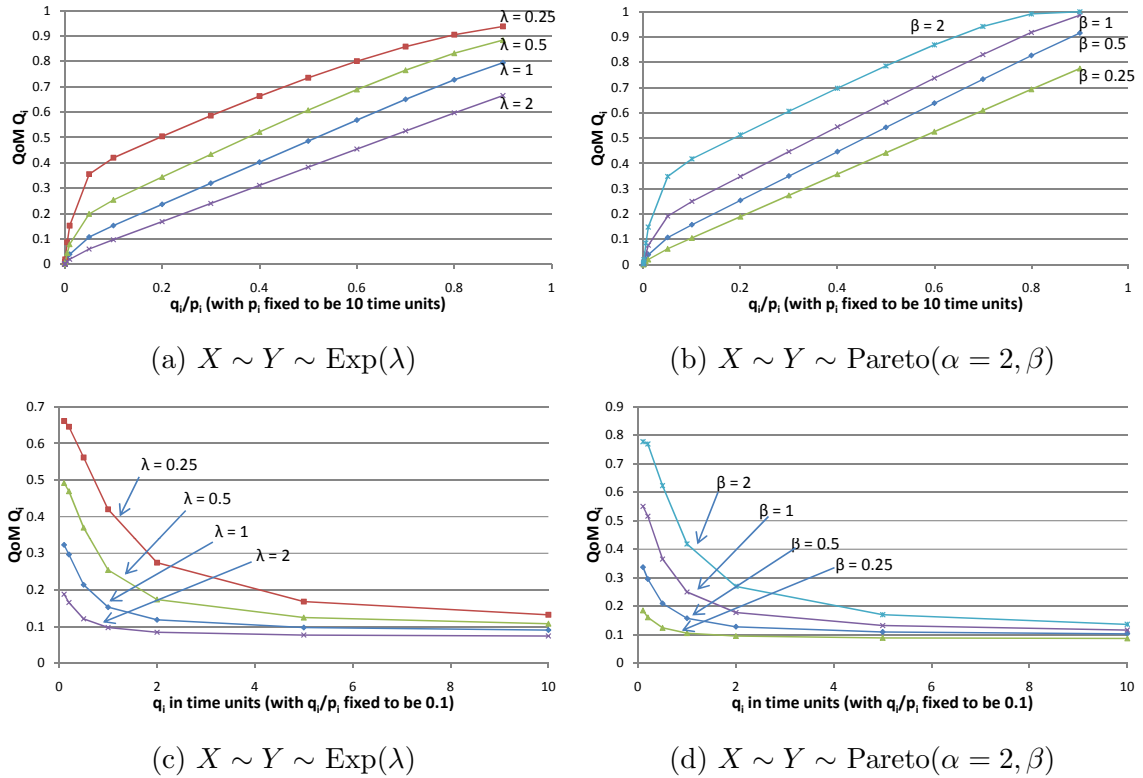 1
0.9
0.8
0.7
0.6
0.5
0.4
0.3
0.2
0.1
0
QoM Qi
λ = 0.25
λ = 0.5
λ = 1
λ = 2
0 0.2 0.4 0.6 0.8 1
qi/pi (with pi fixed to be 10 time units)
(a) X ∼ Y ∼ Exp(λ)
1
0.9
0.8
0.7
0.6
0.5
0.4
0.3
0.2
0.1
0
QoM Qi
β = 2
β = 1
β = 0.5
β = 0.25
0 0.2 0.4 0.6 0.8 1
qi/pi (with pi fixed to be 10 time units)
(b) X ∼ Y ∼ Pareto(α = 2, β)
0.7
0.6
0.5
0.4
0.3
0.2
0.1
0
QoM Qi
λ = 0.25
λ = 0.5
λ = 1
λ = 2
0 2 4 6 8 10
qi in time units (with qi/pi fixed to be 0.1)
(c) X ∼ Y ∼ Exp(λ)
0.9
0.8
0.7
0.6
0.5
0.4
0.3
0.2
0.1
0
QoM Qi
β = 2
β = 1
β = 0.5
β = 0.25
0 2 4 6 8 10
qi in time units (with qi/pi fixed to be 0.1)
(d) X ∼ Y ∼ Pareto(α = 2, β)